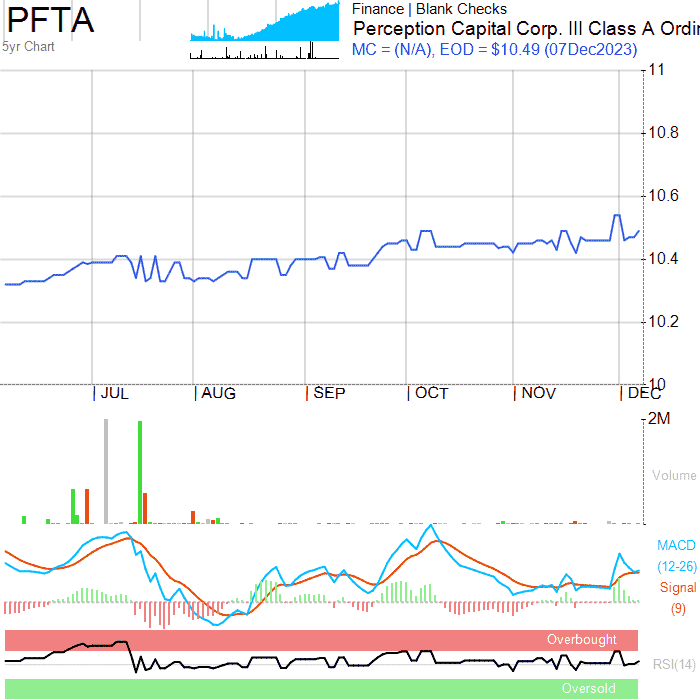 PFTA
5yr Chart
Finance | Blank Checks
Perception Capital Corp. III Class A Ordin
MC = (N/A), EOD = $10.49 (07Dec2023)
11
10.8
10.6
10.4
10.2
10
JUL AUG SEP OCT NOV DEC
2M
Volume
MACD
(12-26)
Signal
(9)
Overbought
RSI(14)
Oversold